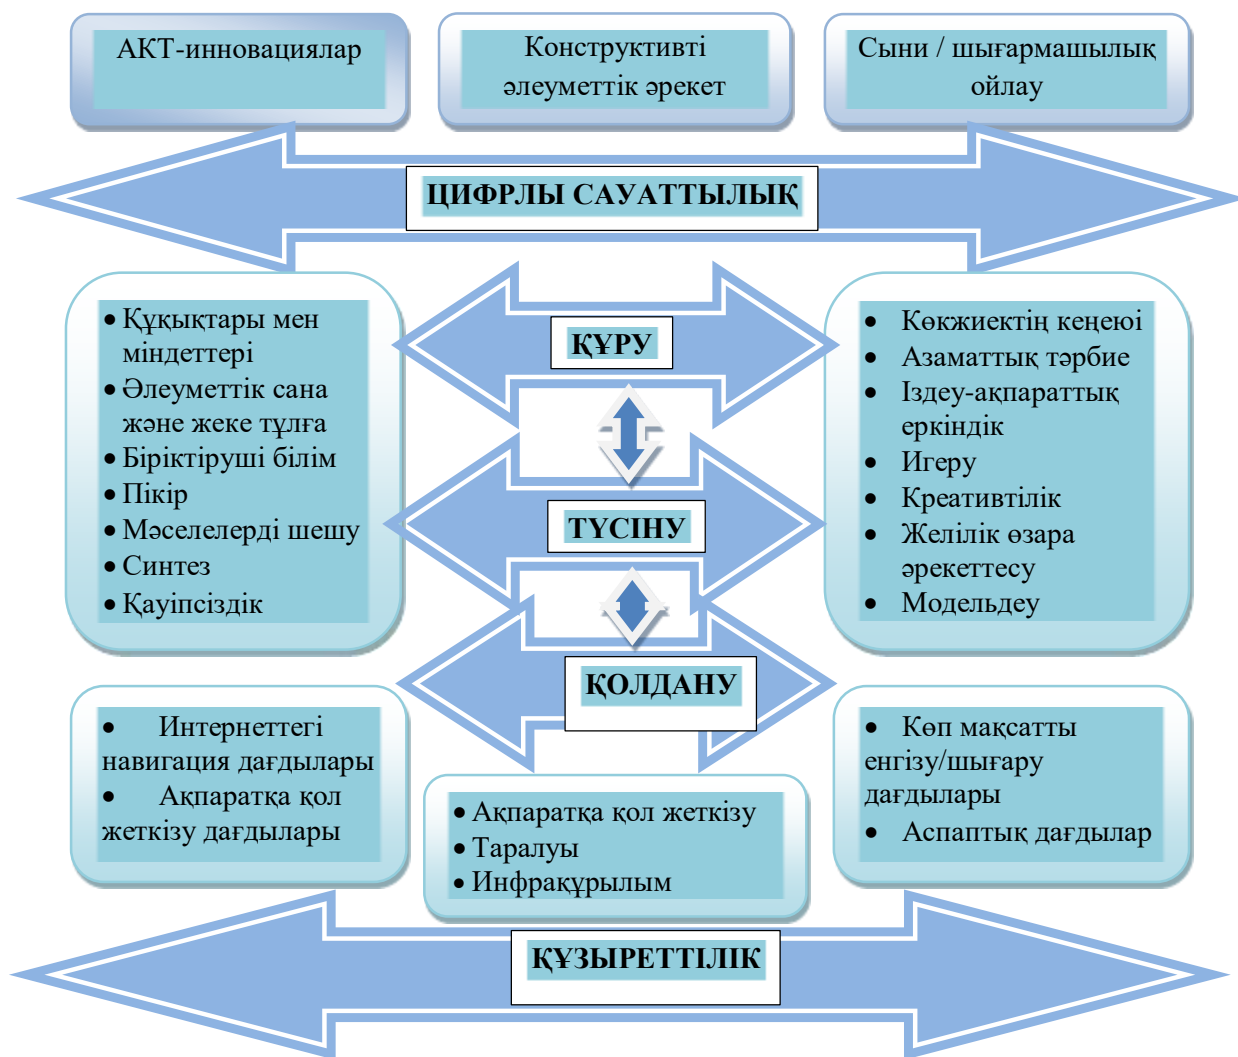 АКТ-инновациялар
Конструктивті
әлеуметтік әрекет
Сыни / шығармашылық
ойлау
ЦИФРЛЫ САУАТТЫЛЫҚ
• Құқықтары мен
міндеттері
• Әлеуметтік сана
және жеке тұлға
• Біріктіруші білім
• Пікір
• Мәселелерді шешу
• Синтез
• Қауіпсіздік
ҚҰРУ
ТҮСІНУ
ҚОЛДАНУ
• Көкжиектің кеңеюі
• Азаматтық тәрбие
• Іздеу-ақпараттық
еркіндік
• Игеру
• Креативтілік
• Желілік өзара
әрекеттесу
• Модельдеу
• Интернеттегі
навигация дағдылары
• Ақпаратқа қол
жеткізу дағдылары
• Ақпаратқа қол жеткізу
• Таралуы
• Инфрақұрылым
• Көп мақсатты
енгізу/шығару
дағдылары
• Аспаптық дағдылар
ҚҰЗЫРЕТТІЛІК